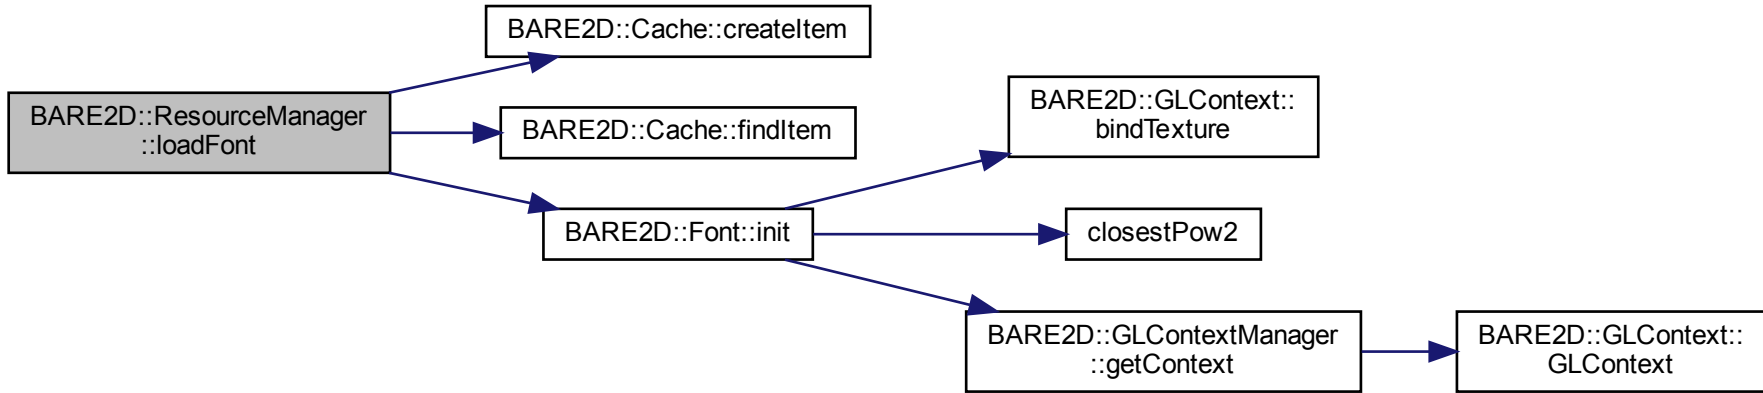 BARE2D::ResourceManager
::loadFont
BARE2D::Cache::createItem
BARE2D::Cache::findItem
BARE2D::Font::init
BARE2D::GLContext::
bindTexture
closestPow2
BARE2D::GLContextManager
::getContext
BARE2D::GLContext::
GLContext